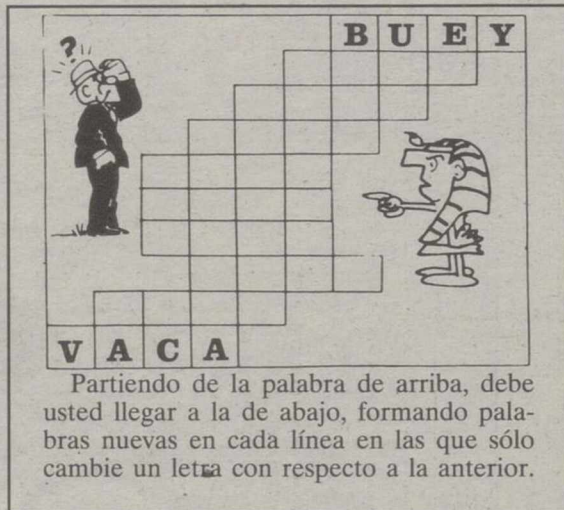 ?
BUEY
VACA
Partiendo de la palabra de arriba, debe
usted llegar a la de abajo, formando pala-
bras nuevas en cada línea en las que sólo
cambie un letra con respecto a la anterior.